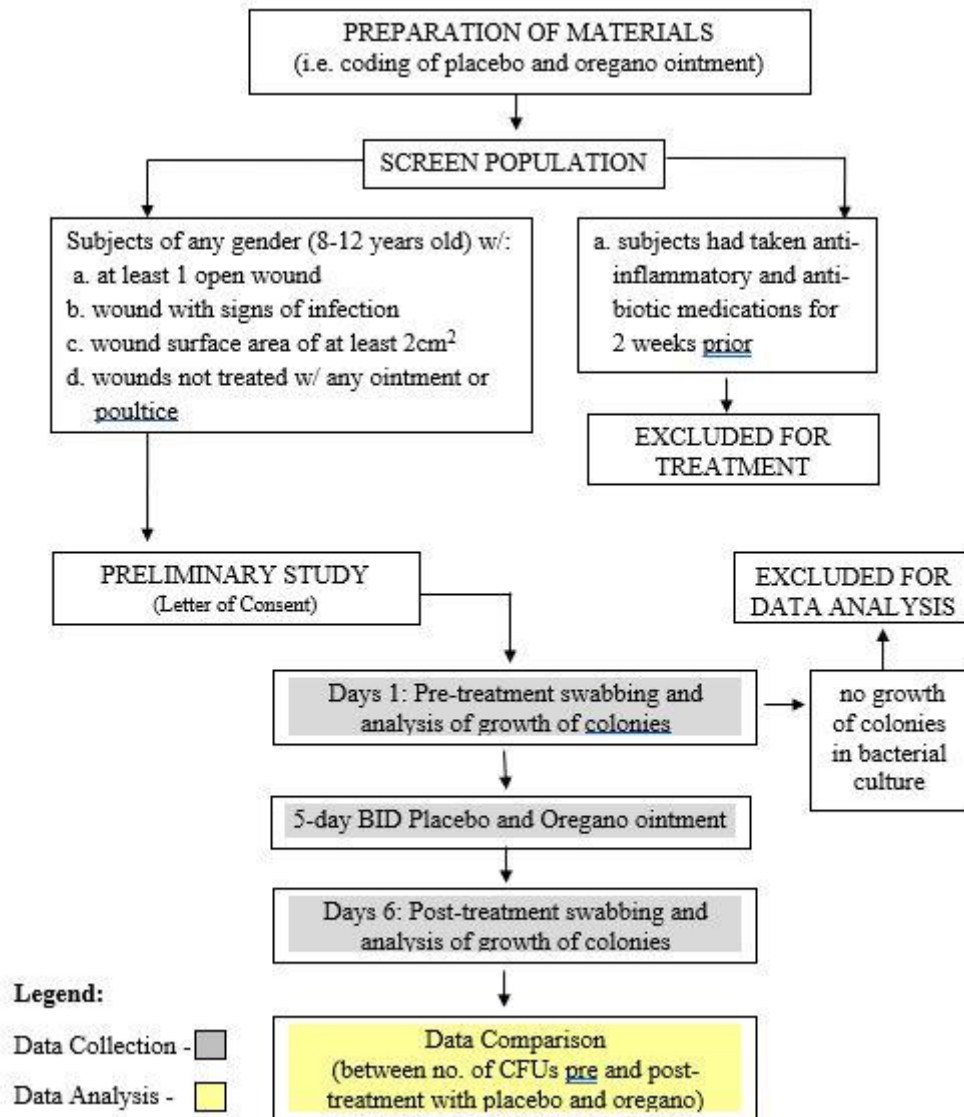 PREPARATION OF MATERIALS
(i.e. coding of placebo and oregano ointment)
SCREEN POPULATION
Subjects of any gender (8-12 years old) w/:
a. at least 1 open wound
b. wound with signs of infection
c. wound surface area of at least 2cm²
d. wounds not treated w/ any ointment or
poultice
a. subjects had taken anti-
inflammatory and anti-
biotic medications for
2 weeks prior
EXCLUDED FOR
TREATMENT
PRELIMINARY STUDY
(Letter of Consent)
EXCLUDED FOR
DATA ANALYSIS
Days 1: Pre-treatment swabbing and
analysis of growth of colonies
no growth
of colonies
in bacterial
culture
5-day BID Placebo and Oregano ointment
Days 6: Post-treatment swabbing and
analysis of growth of colonies
Legend:
Data Collection -
Data Analysis -
Data Comparison
(between no. of CFUs pre and post-
treatment with placebo and oregano)